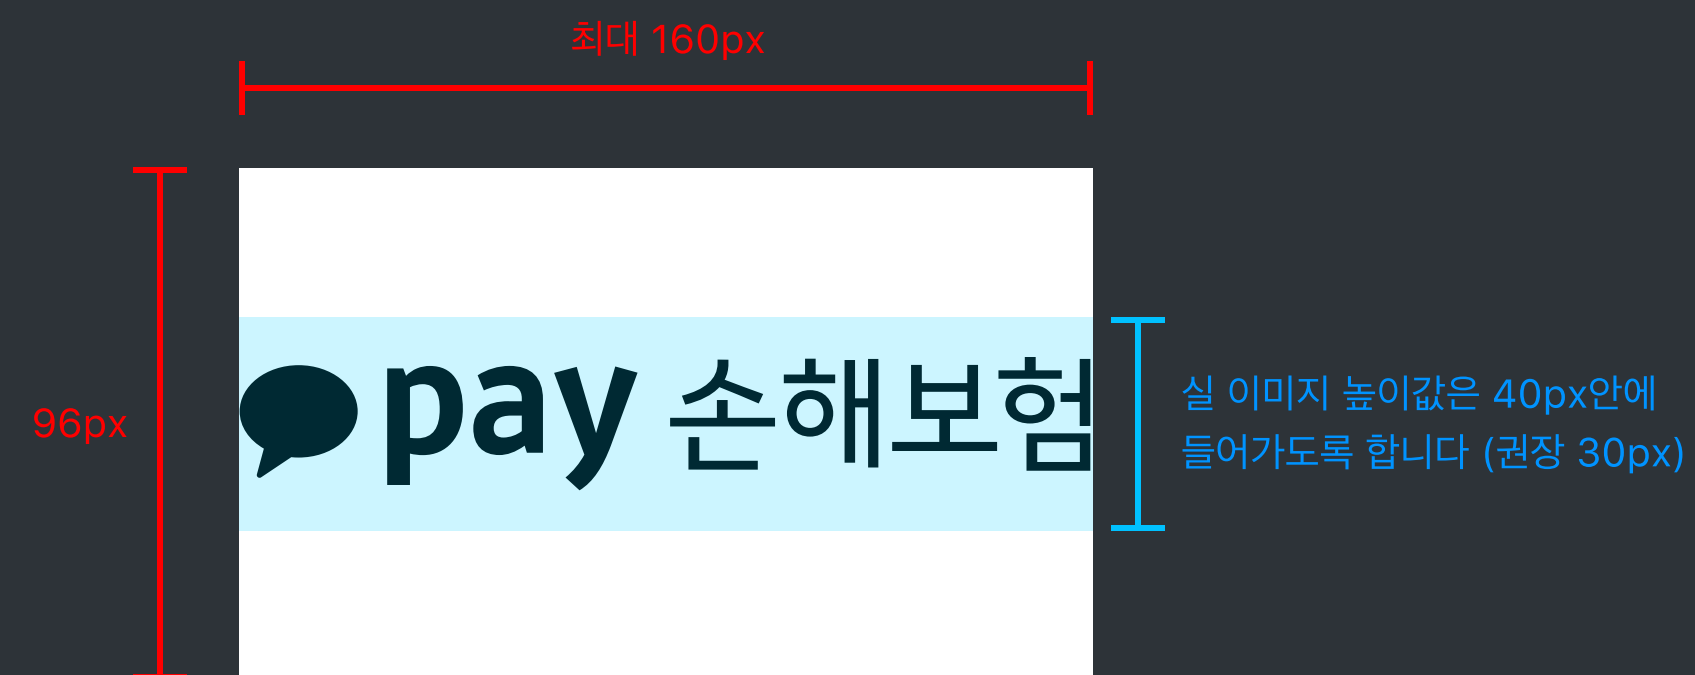 최대 160px
96px
pay 손해보험
실 이미지 높이값은 40px안에
들어가도록 합니다 (권장 30px)